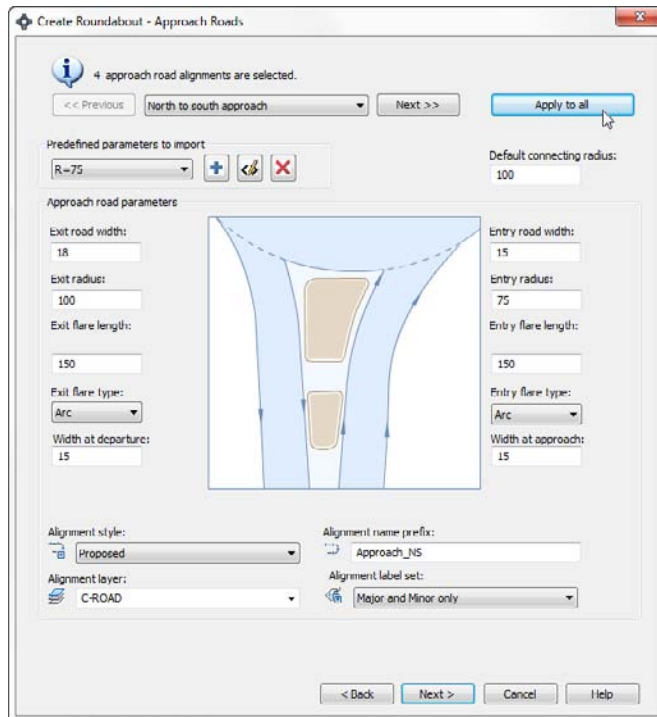 Create Roundabout - Approach Roads
4 approach road alignments are selected.
<< Previous
North to south approach
Next >>
Apply to all
Predefined parameters to import
R=75
Default connecting radius:
100
Approach road parameters
Exit road width:
18
Entry road width:
15
Exit radius:
100
Entry radius:
75
Exit flare length:
150
Entry flare length:
150
Exit flare type:
Arc
Entry flare type:
Arc
Width at departure:
15
Width at approach:
15
Alignment style:
Proposed
Alignment name prefix:
Approach_NS
Alignment layer:
C-ROAD
Alignment label set:
Major and Minor only
< Back
Next >
Cancel
Help